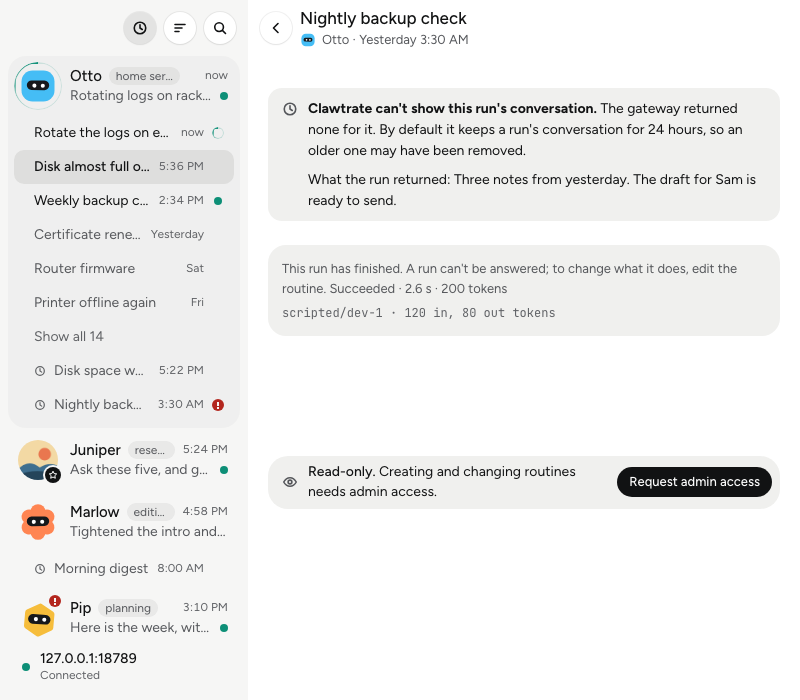 Otto home ser... now
Rotating logs on rack...
Rotate the logs on e... now
Disk almost full o... 5:36 PM
Weekly backup c... 2:34 PM
Certificate rene... Yesterday
Router firmware Sat
Printer offline again Fri
Show all 14
Disk space w... 5:22 PM
Nightly back... 3:30 AM
Juniper rese... 5:24 PM
Ask these five, and g...
Marlow editi... 4:58 PM
Tightened the intro and...
Morning digest 8:00 AM
Pip planning 3:10 PM
Here is the week, wit...
127.0.0.1:18789
Connected
Nightly backup check
Otto · Yesterday 3:30 AM
Clawtrate can't show this run's conversation. The gateway returned
none for it. By default it keeps a run's conversation for 24 hours, so an
older one may have been removed.
What the run returned: Three notes from yesterday. The draft for Sam is
ready to send.
This run has finished. A run can't be answered; to change what it does, edit the
routine. Succeeded · 2.6 s · 200 tokens
scripted/dev-1 · 120 in, 80 out tokens
Read-only. Creating and changing routines
needs admin access.
Request admin access